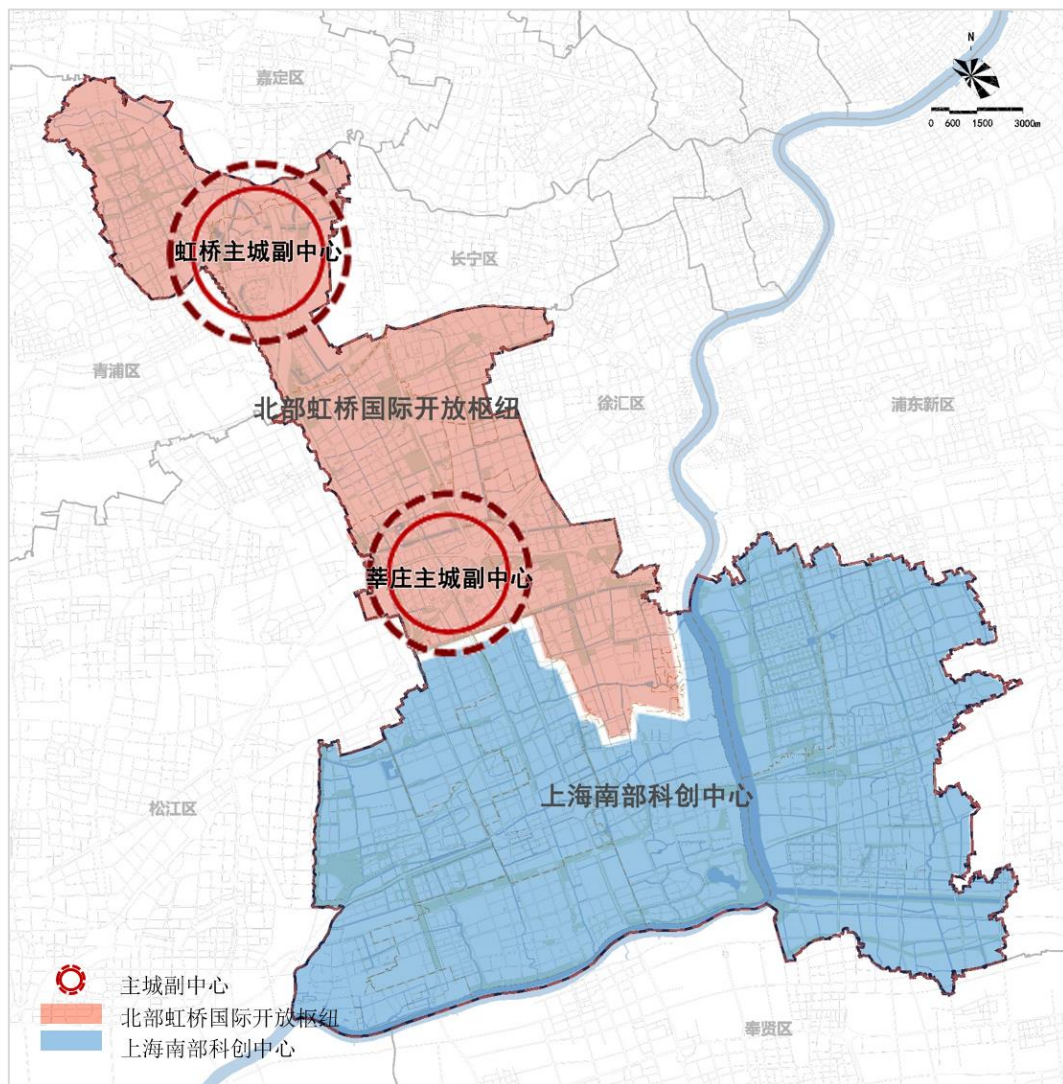 N
嘉定区
0 600 1500 3000m
虹桥主城副中心
长宁区
青浦区
北部虹桥国际开放枢纽
徐汇区
浦东新区
莘庄主城副中心
上海南部科创中心
松江区
主城副中心
北部虹桥国际开放枢纽
上海南部科创中心
奉贤区